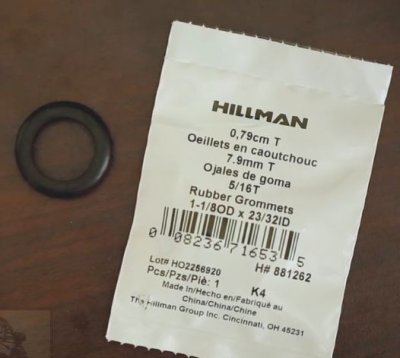 HILLMAN
0,79cm T
Oeillets en caoutchouc
7.9mm T
Ojales de goma
5/16T
Rubber Grommets
1-1/8OD x 23/32ID
0 08236 71653 5
Lot# HO2256920 H# 881262
Pcs/Pzs/Piè: 1 K4
Made In/Hecho en/Fabriqué au
China/China/Chine
The Hillman Group Inc. Cincinnati, OH 45231